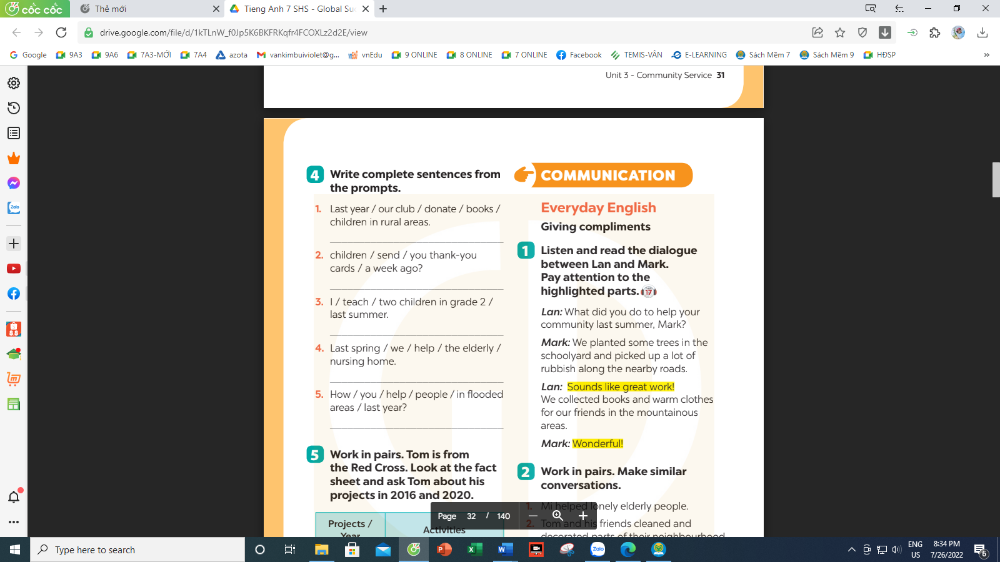 cốc cốc
Thẻ mới
Tieng Anh 7 SHS - Global Suc
drive.google.com/file/d/1kTLnW_f0Jp5K6BKFRKqfr4FCOXLz2d2E/view
Google
9A3
9A6
7A3-MỚI
7A4
azota
vankimbuiviolet@g...
vnEdu
9 ONLINE
8 ONLINE
7 ONLINE
Facebook
TEMIS-VÂN
E-LEARNING
Sách Mềm 7
Sách Mềm 9
HĐSP
Unit 3 - Community Service 31
4 Write complete sentences from
the prompts.
1. Last year / our club / donate / books /
children in rural areas.
2. children / send / you thank-you
cards / a week ago?
3. I / teach / two children in grade 2 /
last summer.
4. Last spring / we / help / the elderly /
nursing home.
5. How / you / help / people / in flooded
areas / last year?
5 Work in pairs. Tom is from
the Red Cross. Look at the fact
sheet and ask Tom about his
projects in 2016 and 2020.
Projects /
Year
Activities
COMMUNICATION
Everyday English
Giving compliments
1 Listen and read the dialogue
between Lan and Mark.
Pay attention to the
highlighted parts. 17
Lan: What did you do to help your
community last summer, Mark?
Mark: We planted some trees in the
schoolyard and picked up a lot of
rubbish along the nearby roads.
Lan: Sounds like great work!
We collected books and warm clothes
for our friends in the mountainous
areas.
Mark: Wonderful!
2 Work in pairs. Make similar
conversations.
1. Mi helped lonely elderly people.
2. Tom and his friends cleaned and
decorated parts of their neighbourhood
Page 32 / 140
Zalo
8.8
Type here to search
Zalo
ENG
US
8:34 PM
7/26/2022
6